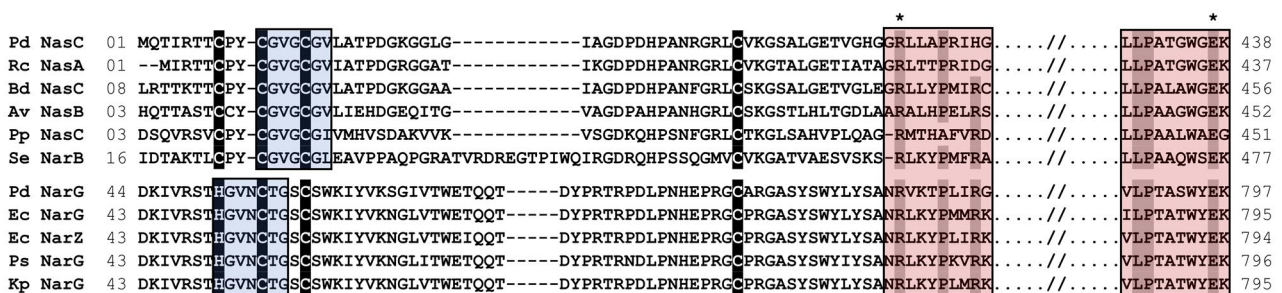 * *
Pd NasC 01 MQTIRTTCPY-CGVGCGVLATPDGKGGLG--------------IAGDPDHPANRGRLCVKGSALGETVGHGGRLLAPRIHG.....//.....LLPATGWGEK 438
Rc NasA 01 --MIRTTCPY-CGVGCGVIATPDGRGGAT--------------IKGDPDHPANRGRLCVKGTALGETIATAGRLTTPRIDG.....//.....LLPATGWGEK 437
Bd NasC 08 LRTTKTTCPY-CGVGCGVLATPDGKGGAA--------------IAGDPDHPANFGRLCSKGSALGETVGLEGRLLYPMIRC.....//.....LLPALAWGEK 456
Av NasB 03 HQTTASTCCY-CGVGCGVLIEHDGEQITG--------------VAGDPAHPANHGRLCSKGSTLHLTGDLAARALHPELRS.....//.....LLPAAGWGEK 452
Pp NasC 03 DSQVRSVCPY-CGVGCGIVMHVSDAKVVK--------------VSGDKQHPSNFGRLCTKGLSAHVPLQAG-RMTHAFVRD.....//.....LLPAALWAEG 451
Se NarB 16 IDTAKTLCPY-CGVGCGLEAVPPAQPGRATVRDREGTPIWQIRGDRQHPSSQGMVCVKGATVAESVSKS-RLKYPMFRA.....//.....LLPAAQWSEK 477
Pd NarG 44 DKIVRSTHGVNCTGSCSWKIYVKSGIVTWETQQT-----DYPRTRPDLPNHEPRGCARGASYSWYLYSANRVKTPLIRG.....//.....VLPTASWYEK 797
Ec NarG 43 DKIVRSTHGVNCTGSCSWKIYVKNGLVTWETQQT-----DYPRTRPDLPNHEPRGCPRGASYSWYLYSANRLKYPMMRK.....//.....ILPTATWYEK 795
Ec NarZ 43 DKIVRSTHGVNCTGSCSWKIYVKNGLVTWEIQQT-----DYPRTRPDLPNHEPRGCPRGASYSWYLYSANRLKYPLIRK.....//.....VLPTATWYEK 794
Ps NarG 43 DKIVRSTHGVNCTGSCSWKIYVKNGLVTWETQQT-----DYPRTRNDLPNHEPRGCPRGASYSWYIYSANRLKYPKVRK.....//.....VLPTATWYEK 796
Kp NarG 43 DKIVRSTHGVNCTGSCSWKIYVKNGLVTWETQQT-----DYPRTRPDLPNHEPRGCPRGASYSWYLYSANRLKYPLMRK.....//.....VLPTATWYEK 795